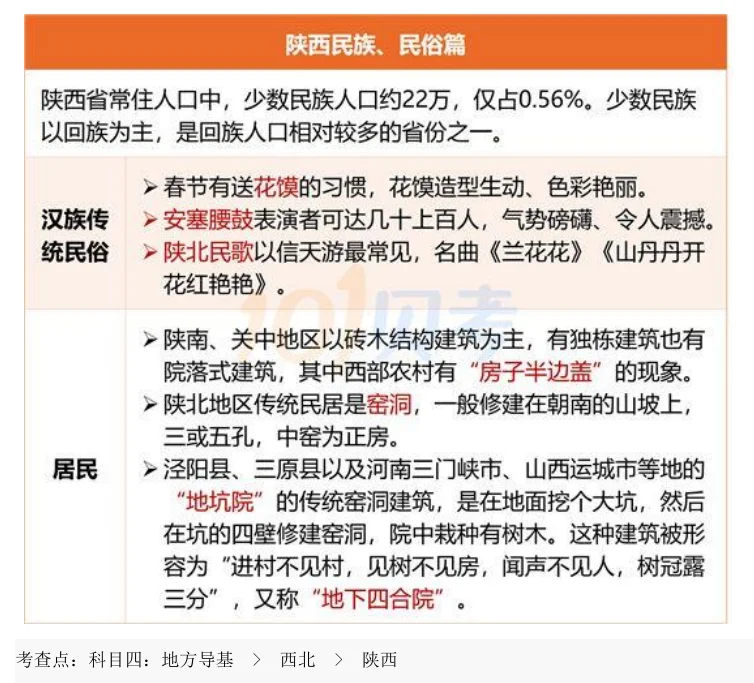 陕西民族、民俗篇
陕西省常住人口中，少数民族人口约22万，仅占0.56%。少数民族
以回族为主，是回族人口相对较多的省份之一。
汉族传
统民俗
➢春节有送花馍的习惯，花馍造型生动、色彩艳丽。
➢安塞腰鼓表演者可达几十上百人，气势磅礴、令人震撼。
➢陕北民歌以信天游最常见，名曲《兰花花》《山丹丹开
花红艳艳》。
101贝考
居民
➢陕南、关中地区以砖木结构建筑为主，有独栋建筑也有
院落式建筑，其中西部农村有“房子半边盖”的现象。
➢陕北地区传统民居是窑洞，一般修建在朝南的山坡上，
三或五孔，中窑为正房。
➢泾阳县、三原县以及河南三门峡市、山西运城市等地的
“地坑院”的传统窑洞建筑，是在地面挖个大坑，然后
在坑的四壁修建窑洞，院中栽种有树木。这种建筑被形
容为“进村不见村，见树不见房，闻声不见人，树冠露
三分”，又称“地下四合院”。
考查点：科目四：地方导基 > 西北 > 陕西